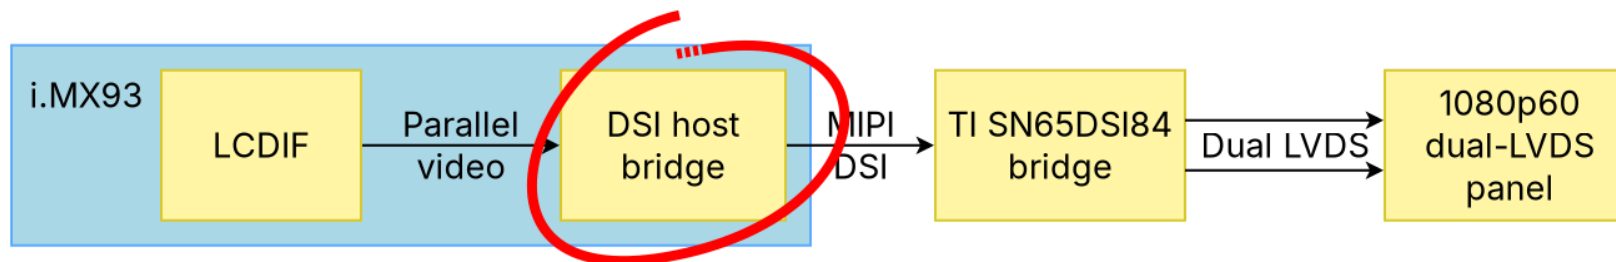 i.MX93
LCDIF
Parallel
video
DSI host
bridge
MIPI
DSI
TI SN65DSI84
bridge
Dual LVDS
1080p60
dual-LVDS
panel